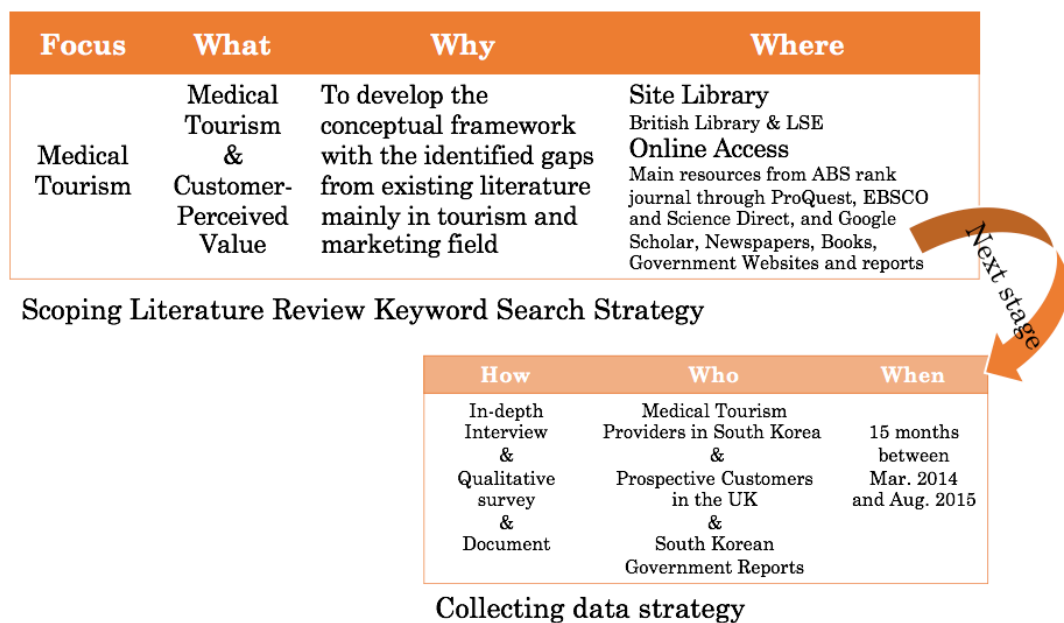 Focus
What
Why
Where
Medical
Tourism
Medical
Tourism
&
Customer-
Perceived
Value
To develop the
conceptual framework
with the identified gaps
from existing literature
mainly in tourism and
marketing field
Site Library
British Library & LSE
Online Access
Main resources from ABS rank
journal through ProQuest, EBSCO
and Science Direct, and Google
Scholar, Newspapers, Books,
Government Websites and reports
Next stage
Scoping Literature Review Keyword Search Strategy
How
Who
When
In-depth
Interview
&
Qualitative
survey
&
Document
Medical Tourism
Providers in South Korea
&
Prospective Customers
in the UK
&
South Korean
Government Reports
15 months
between
Mar. 2014
and Aug. 2015
Collecting data strategy